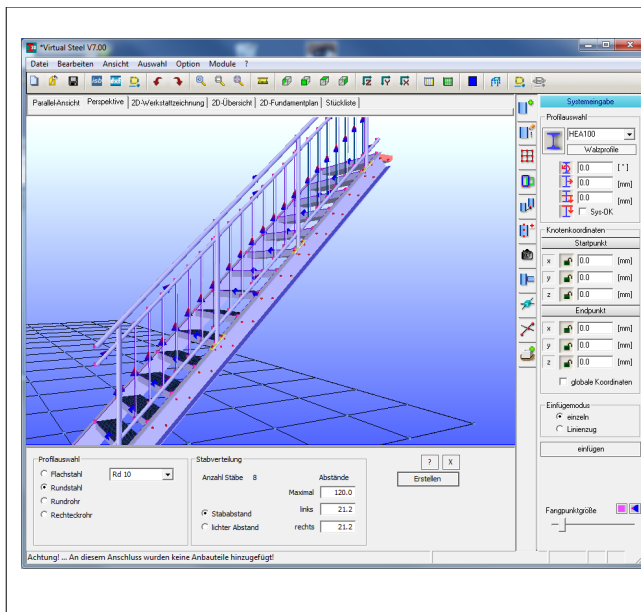 *Virtual Steel V7.00
Datei Bearbeiten Ansicht Auswahl Option Module ?
Parallel-Ansicht Perspektive 2D-Werkstattzeichnung 2D-Übersicht 2D-Fundamentplan Stückliste
Systemeingabe
Profilauswahl
HEA100
Walzprofile
0.0 [°]
0.0 [mm]
0.0 [mm]
Sys-OK
Knotenkoordinaten
Startpunkt
x 0.0 [mm]
y 0.0 [mm]
z 0.0 [mm]
Endpunkt
x 0.0 [mm]
y 0.0 [mm]
z 0.0 [mm]
globale Koordinaten
Einfügemodus
einzeln
Linienzug
einfügen
Fangpunktgröße
Profilauswahl
Flachstahl Rd 10
Rundstahl
Rundrohr
Rechteckrohr
Stabverteilung
Anzahl Stäbe 8 Abstände
Maximal 120.0
Stababstand links 21.2
lichter Abstand rechts 21.2
? X
Erstellen
Achtung! ... An diesem Anschluss wurden keine Anbauteile hinzugefügt!